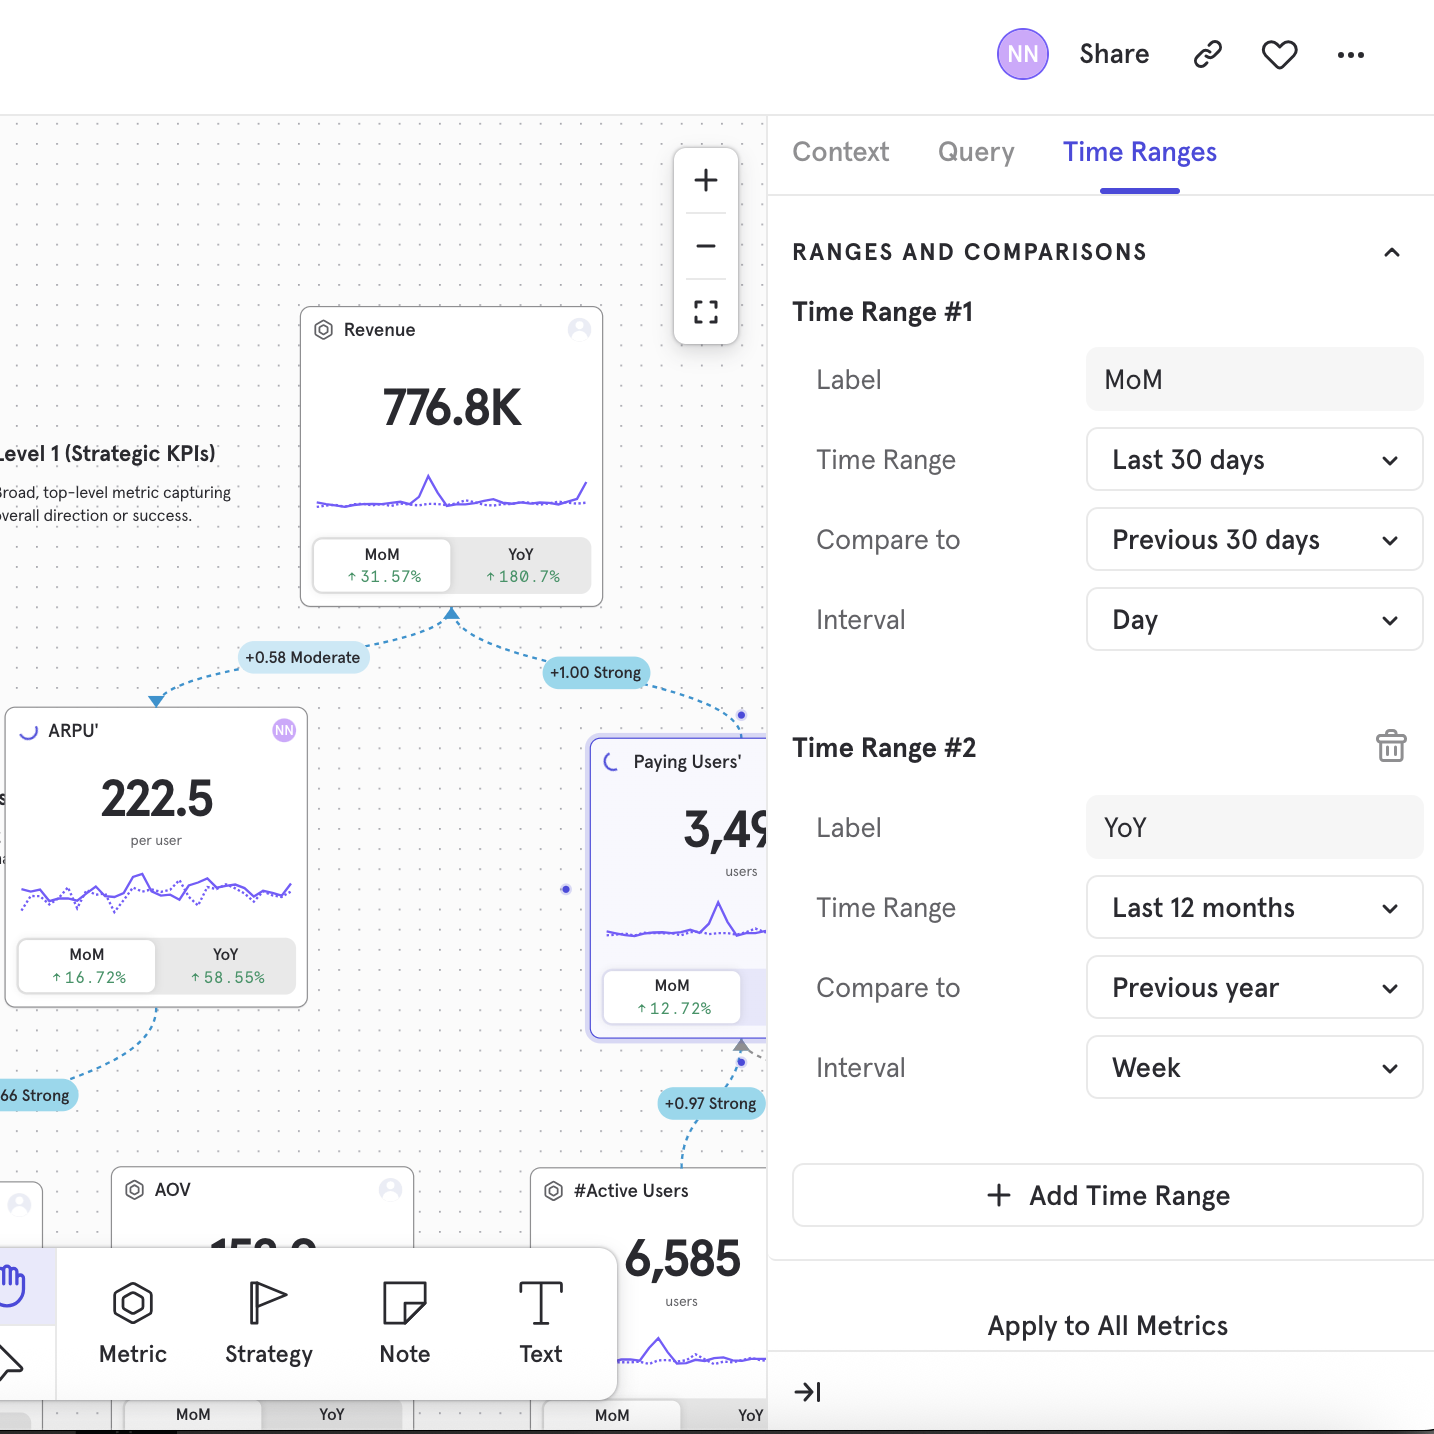 NN
Share
Context
Query
Time Ranges
RANGES AND COMPARISONS
Time Range #1
Label
MoM
Time Range
Last 30 days
Compare to
Previous 30 days
Interval
Day
Time Range #2
Label
YoY
Time Range
Last 12 months
Compare to
Previous year
Interval
Week
Add Time Range
Apply to All Metrics
Level 1 (Strategic KPIs)
Broad, top-level metric capturing
overall direction or success.
Revenue
776.8K
MoM
↑31.57%
YoY
↑180.7%
+0.58 Moderate
+1.00 Strong
ARPU'
NN
222.5
per user
MoM
↑16.72%
YoY
↑58.55%
Paying Users'
3,49
users
MoM
↑12.72%
66 Strong
+0.97 Strong
AOV
#Active Users
6,585
users
Metric
Strategy
Note
Text
MoM
YoY
MoM
YoY